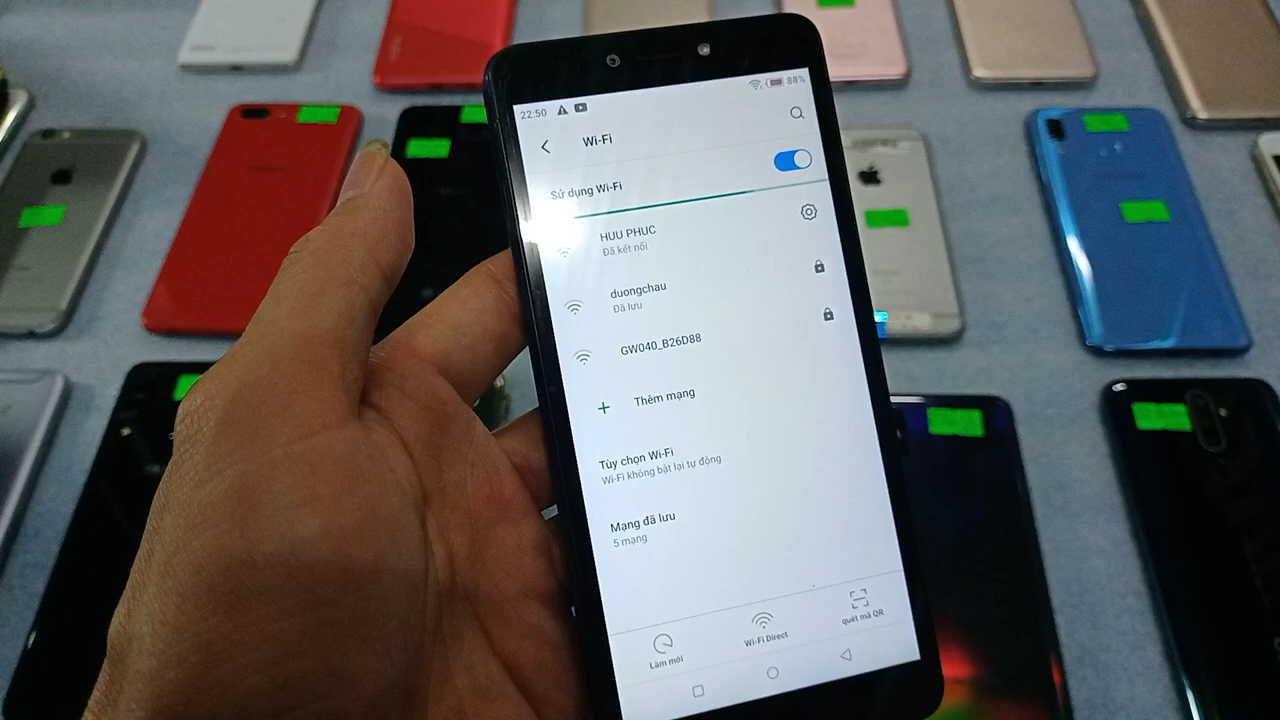 22:50
88%
Wi-Fi
Sử dụng Wi-Fi
HUU PHUC
Đã kết nối
duongchau
Đã lưu
GW040_B26D88
Thêm mạng
Tùy chọn Wi-Fi
Wi-Fi không bật lại tự động
Mạng đã lưu
5 mạng
Làm mới
Wi-Fi Direct
quét mã QR